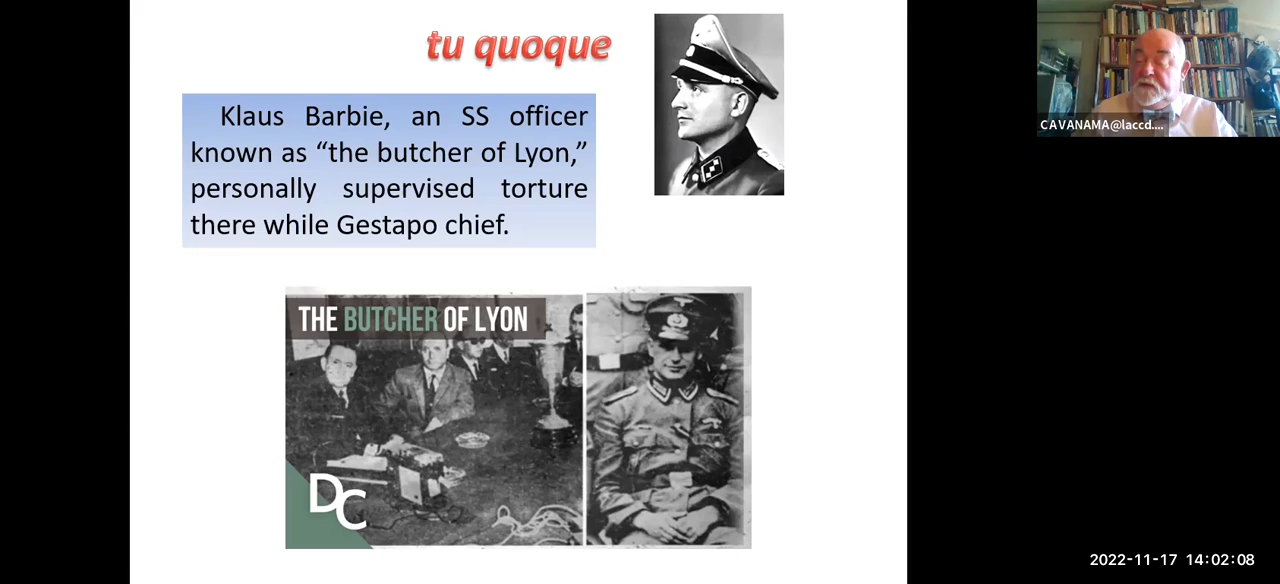 tu quoque
Klaus Barbie, an SS officer
known as “the butcher of Lyon,”
personally supervised torture
there while Gestapo chief.
THE BUTCHER OF LYON
DC
CAVANAMA@laccd....
2022-11-17 14:02:08